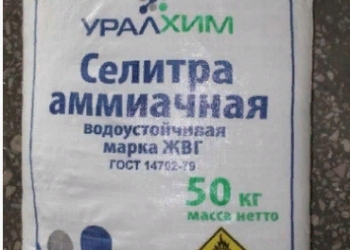 УРАЛХИМ
Селитра
аммиачная
водоустойчивая
марка ЖВГ
ГОСТ 14702-79
50 кг
масса нетто